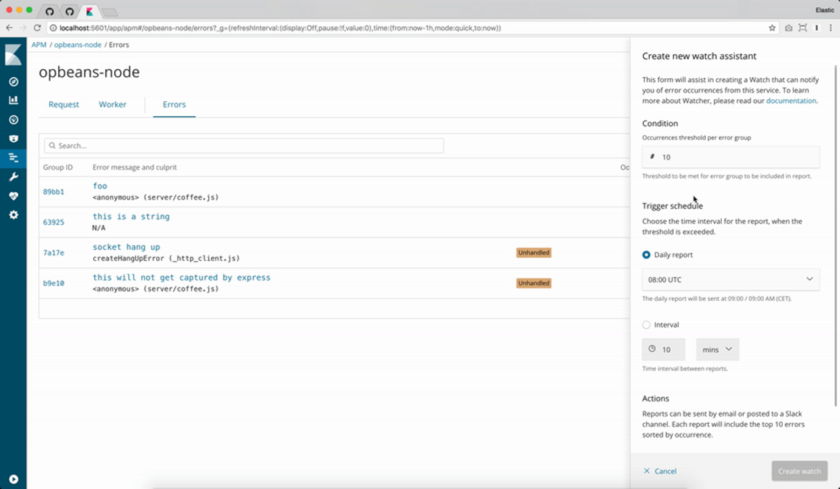 Elastic
localhost:5601/app/apm#/opbeans-node/errors?_g=(refreshInterval:(display:Off,pause:!f,value:0),time:(from:now-1h,mode:quick,to:now))
APM / opbeans-node / Errors
opbeans-node
Request Worker Errors
Search...
Group ID Error message and culprit Oc
89bb1 foo
<anonymous> (server/coffee.js)
63925 this is a string
N/A
7a17e socket hang up Unhandled
createHangUpError (_http_client.js)
b9e10 this will not get captured by express Unhandled
<anonymous> (server/coffee.js)
Create new watch assistant
This form will assist in creating a Watch that can notify
you of error occurrences from this service. To learn
more about Watcher, please read our documentation.
Condition
Occurrences threshold per error group
# 10
Threshold to be met for error group to be included in report.
Trigger schedule
Choose the time interval for the report, when the
threshold is exceeded.
Daily report
08:00 UTC
The daily report will be sent at 09:00 / 09:00 AM (CET).
Interval
10 mins
Time interval between reports.
Actions
Reports can be sent by email or posted to a Slack
channel. Each report will include the top 10 errors
sorted by occurrence.
Cancel Create watch